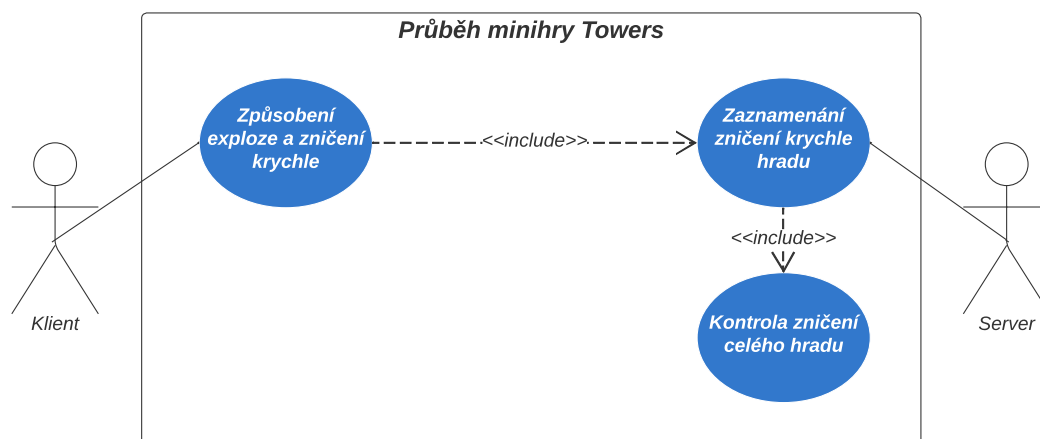 Průběh minihry Towers
Způsobení
exploze a zničení
krychle
<<include>>
Zaznamenání
zničení krychle
hradu
<<include>>
Kontrola zničení
celého hradu
Klient
Server